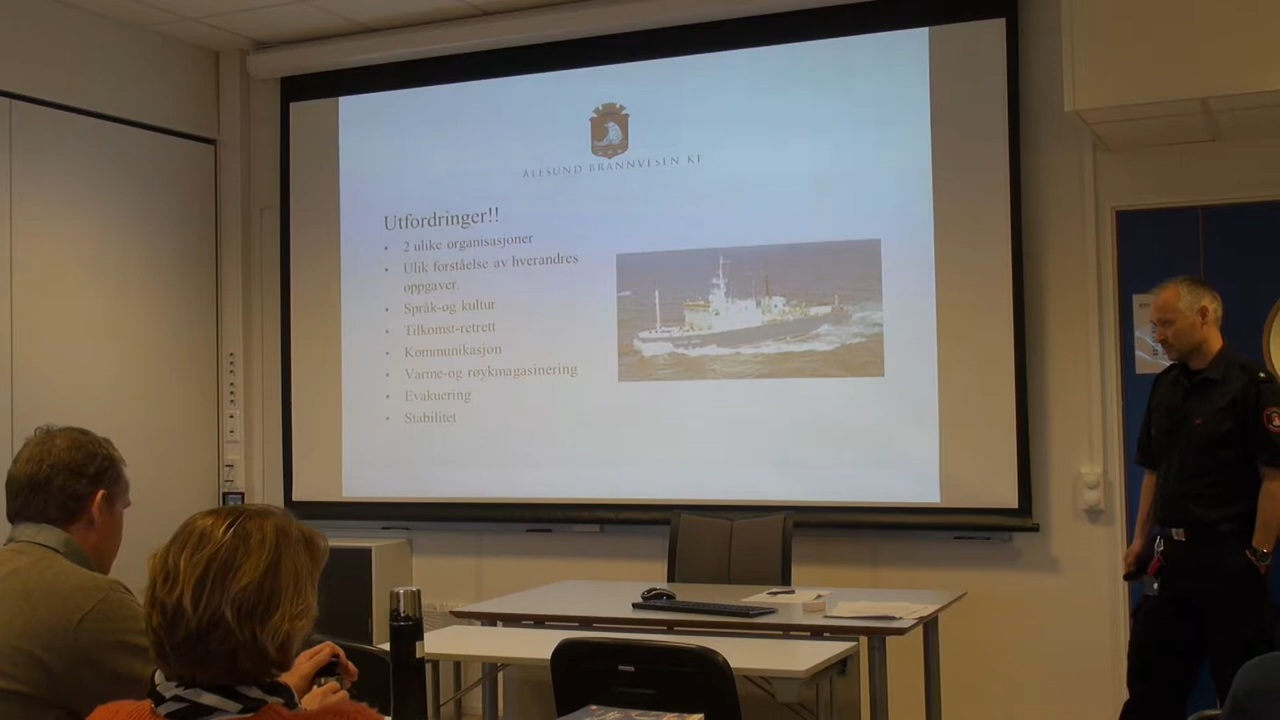 ÅLESUND BRANNVESEN KF
Utfordringer!!
• 2 ulike organisasjoner
• Ulik forståelse av hverandres
oppgaver.
• Språk-og kultur
• Tilkomst-retrett
• Kommunikasjon
• Varme-og røykmagasinering
• Evakuering
• Stabilitet